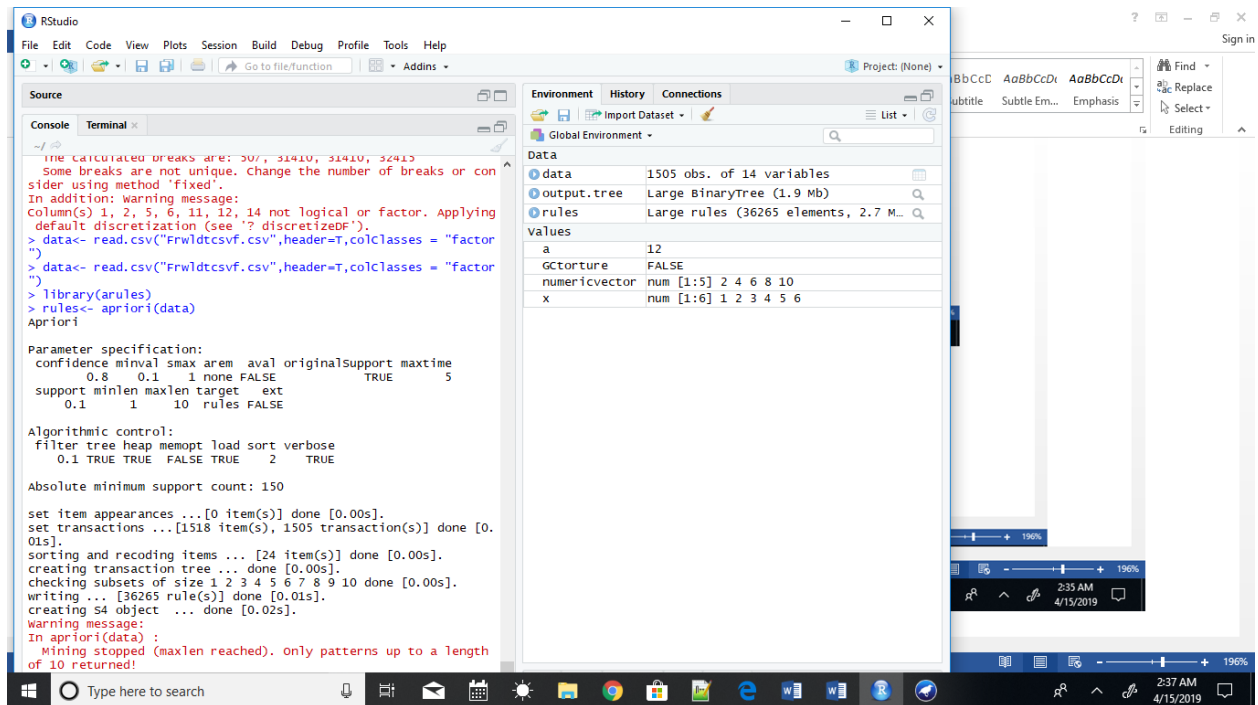 RStudio
File Edit Code View Plots Session Build Debug Profile Tools Help
Go to file/function
Addins
Project: (None)
Source
Console Terminal
~/
The calculated breaks are: 507, 31410, 31410, 32415
Some breaks are not unique. Change the number of breaks or con
sider using method 'fixed'.
In addition: Warning message:
Column(s) 1, 2, 5, 6, 11, 12, 14 not logical or factor. Applying
default discretization (see '? discretizeDF').
> data<- read.csv("Frwldtcsvf.csv",header=T,colClasses = "factor
")
> data<- read.csv("Frwldtcsvf.csv",header=T,colClasses = "factor
")
> library(arules)
> rules<- apriori(data)
Apriori
Parameter specification:
confidence minval smax arem aval originalSupport maxtime
0.8 0.1 1 none FALSE TRUE 5
support minlen maxlen target ext
0.1 1 10 rules FALSE
Algorithmic control:
filter tree heap memopt load sort verbose
0.1 TRUE TRUE FALSE TRUE 2 TRUE
Absolute minimum support count: 150
set item appearances ...[0 item(s)] done [0.00s].
set transactions ...[1518 item(s), 1505 transaction(s)] done [0.
01s].
sorting and recoding items ... [24 item(s)] done [0.00s].
creating transaction tree ... done [0.00s].
checking subsets of size 1 2 3 4 5 6 7 8 9 10 done [0.00s].
writing ... [36265 rule(s)] done [0.01s].
creating S4 object ... done [0.02s].
Warning message:
In apriori(data) :
Mining stopped (maxlen reached). Only patterns up to a length
of 10 returned!
Environment History Connections
Import Dataset
List
Global Environment
Data
data 1505 obs. of 14 variables
output.tree Large BinaryTree (1.9 Mb)
rules Large rules (36265 elements, 2.7 M…
Values
a 12
GCtorture FALSE
numericvector num [1:5] 2 4 6 8 10
x num [1:6] 1 2 3 4 5 6
?
Sign in
BbCcD AaBbCcDt AaBbCcDt
ubtitle Subtle Em... Emphasis
Find
Replace
Select
Editing
196%
196%
2:35 AM
4/15/2019
196%
Type here to search
2:37 AM
4/15/2019